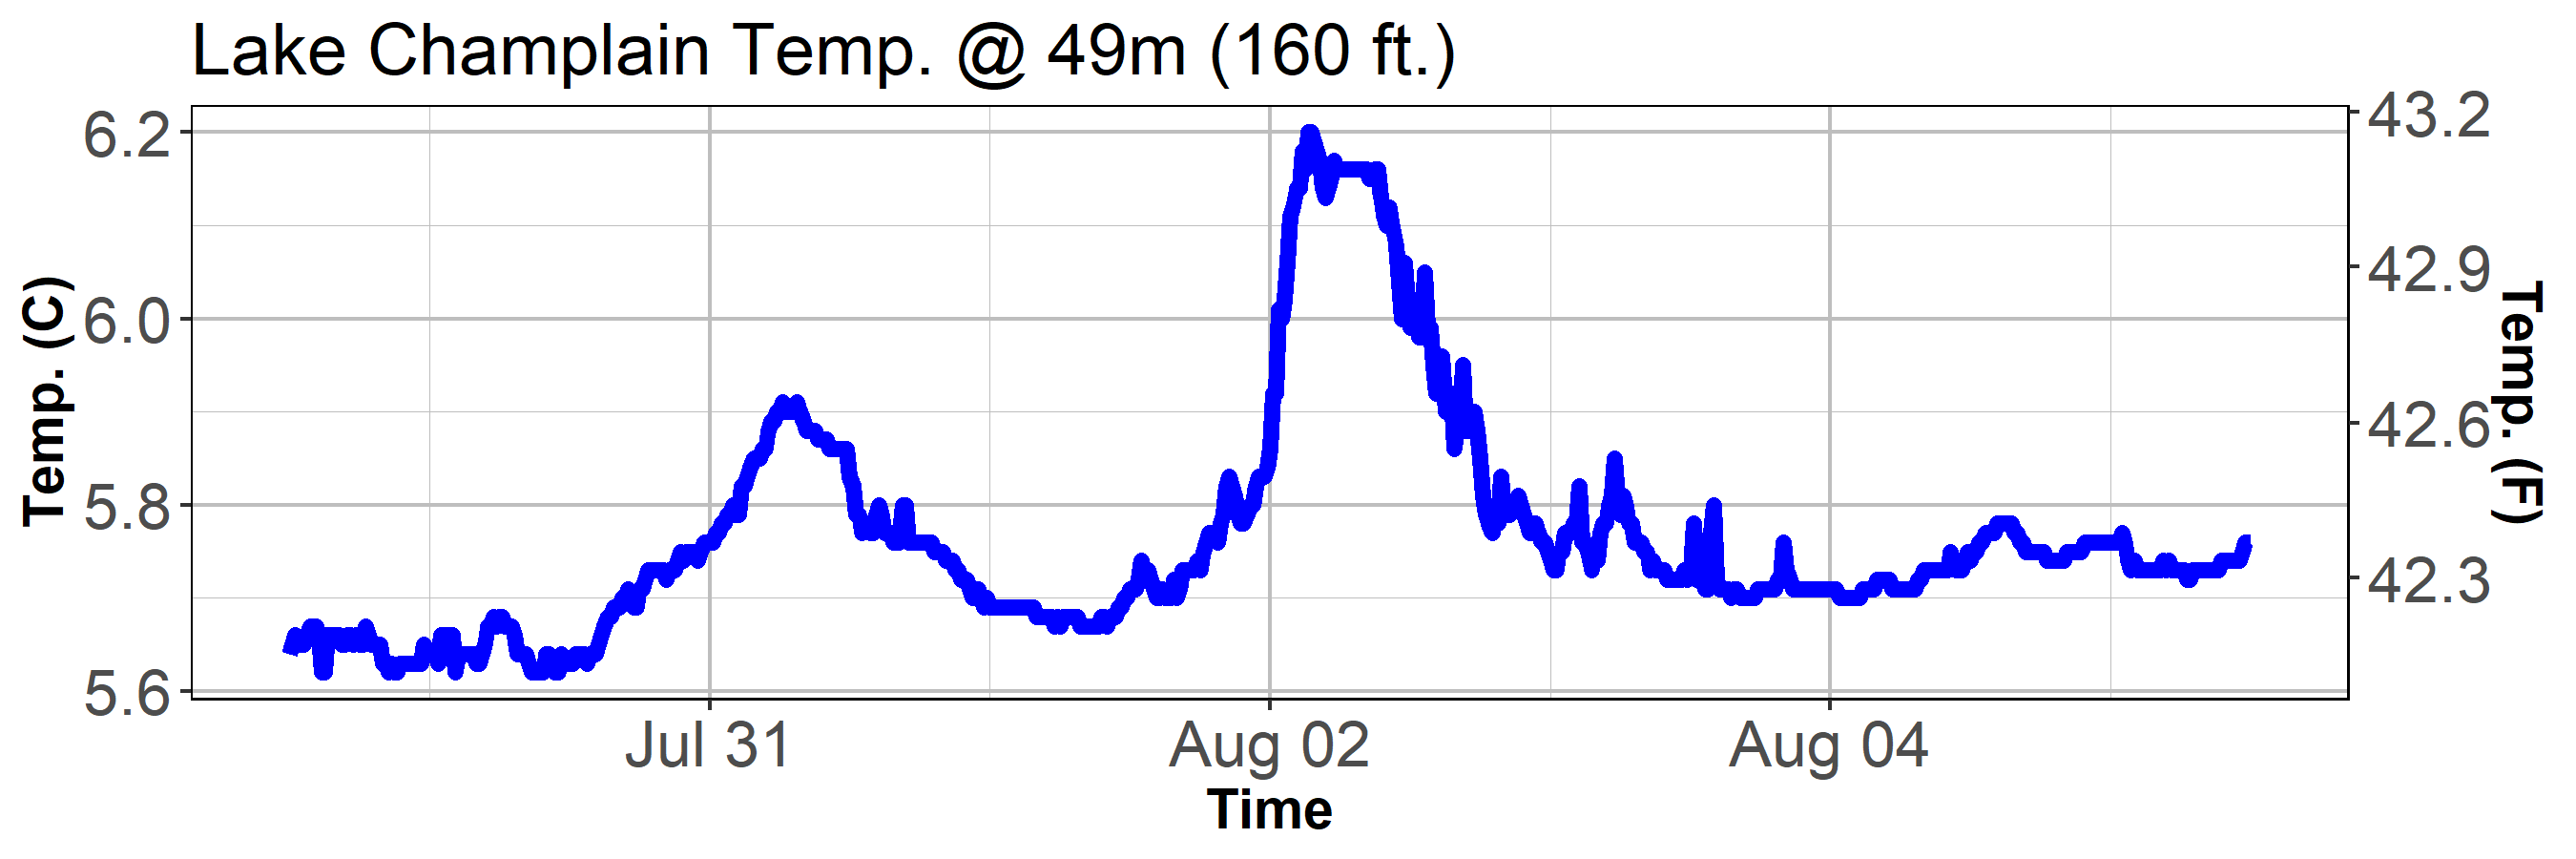 Lake Champlain Temp. @ 49m (160 ft.)
6.2
6.0
5.8
5.6
Temp. (C)
43.2
42.9
42.6
42.3
Temp. (F)
Jul 31
Aug 02
Aug 04
Time